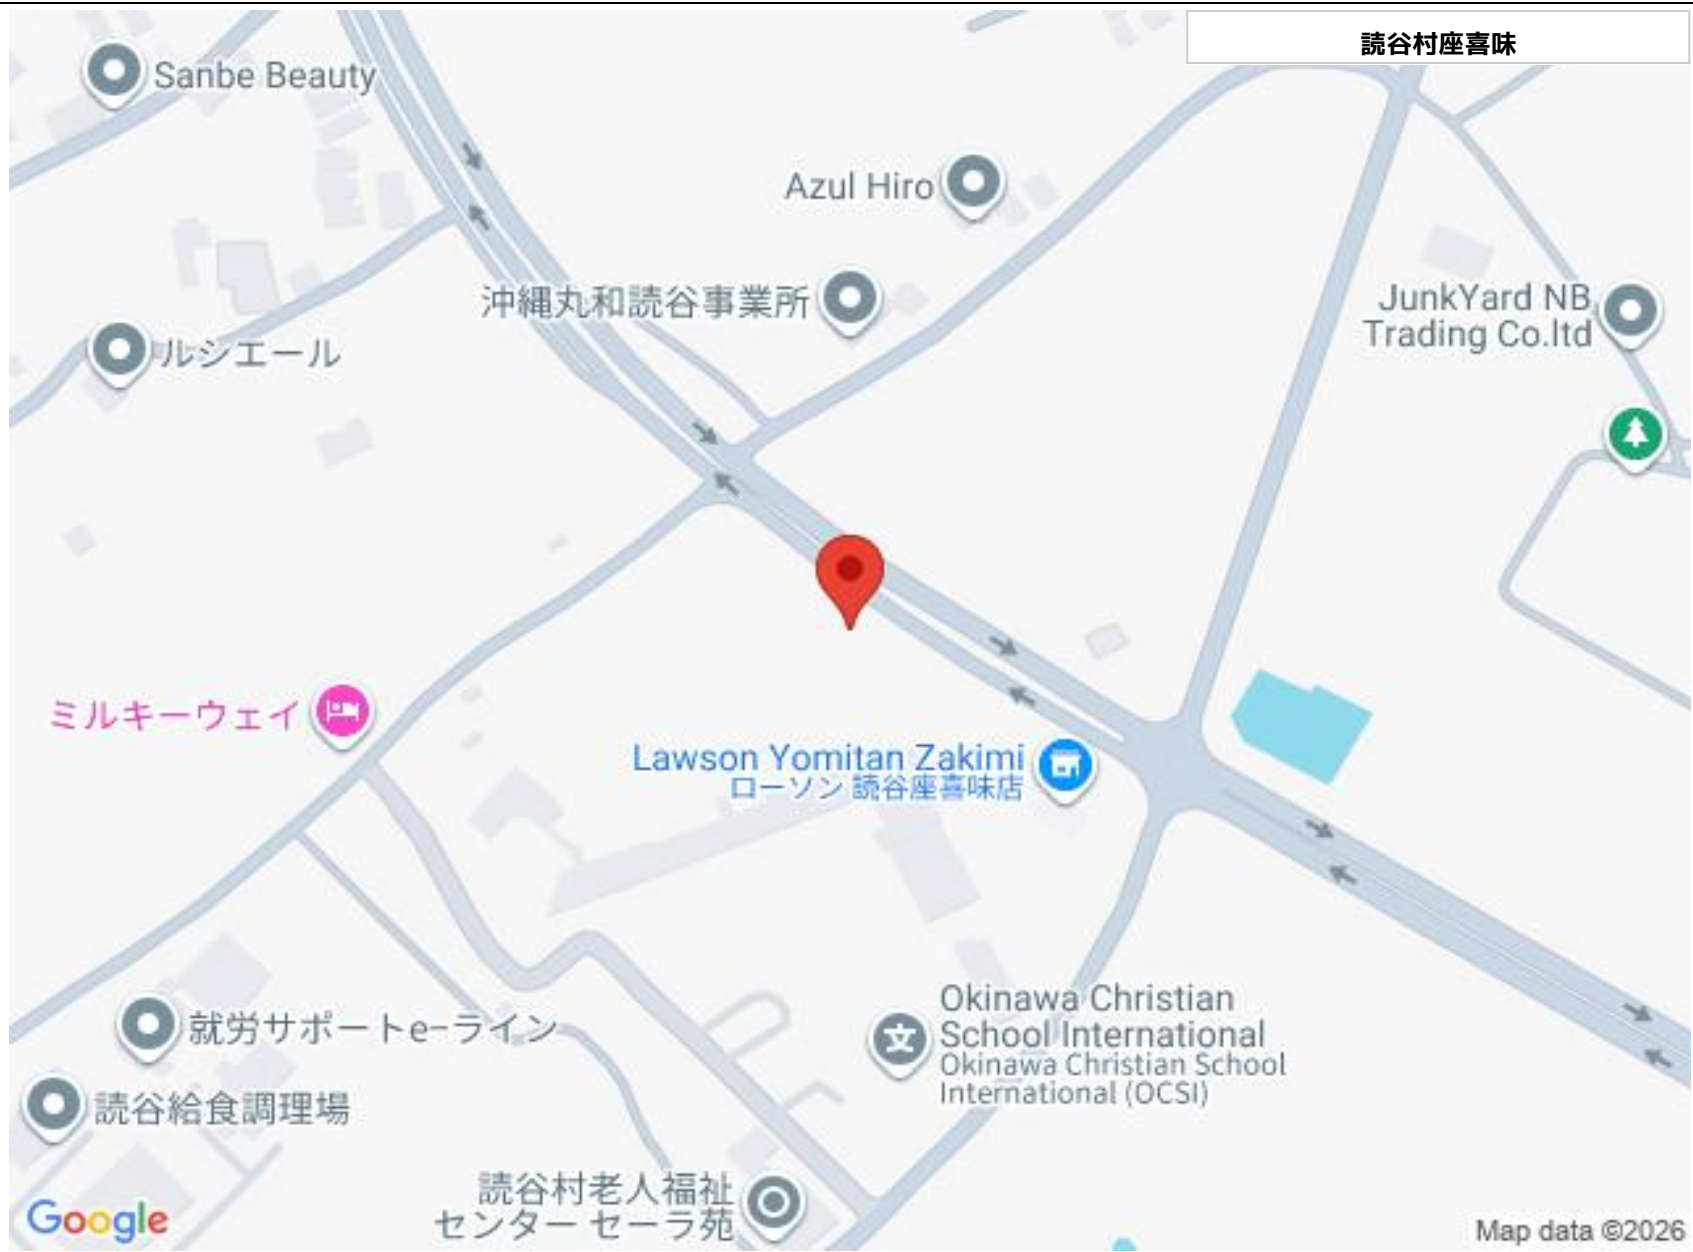 読谷村座喜味
Sanbe Beauty
Azul Hiro
沖縄丸和読谷事業所
JunkYard NB
Trading Co.ltd
ルシエール
ミルキーウェイ
Lawson Yomitan Zakimi
ローソン 読谷座喜味店
Okinawa Christian
School International
Okinawa Christian School
International (OCSI)
就労サポートe−ライン
読谷給食調理場
読谷村老人福祉
センター セーラ苑
Google
Map data ©2026